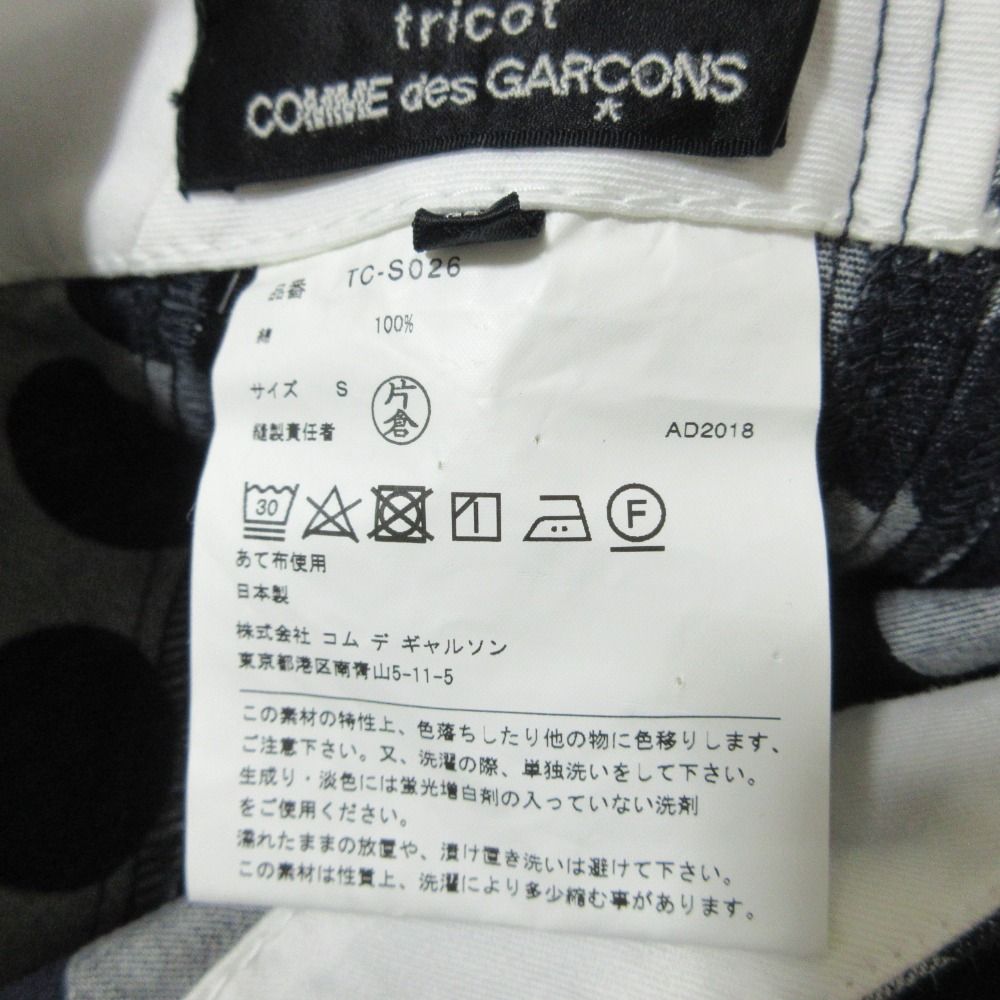 tricot
COMME des GARCONS
*
品番 TC-S026
綿 100%
サイズ S
片倉
縫製責任者
AD2018
30
F
あて布使用
日本製
株式会社 コム デ ギャルソン
東京都港区南青山5-11-5
この素材の特性上、色落ちしたり他の物に色移りします、
ご注意下さい。又、洗濯の際、単独洗いをして下さい。
生成り・淡色には蛍光増白剤の入っていない洗剤
をご使用ください。
濡れたままの放置や、漬け置き洗いは避けて下さい。
この素材は性質上、洗濯により多少縮む事があります。